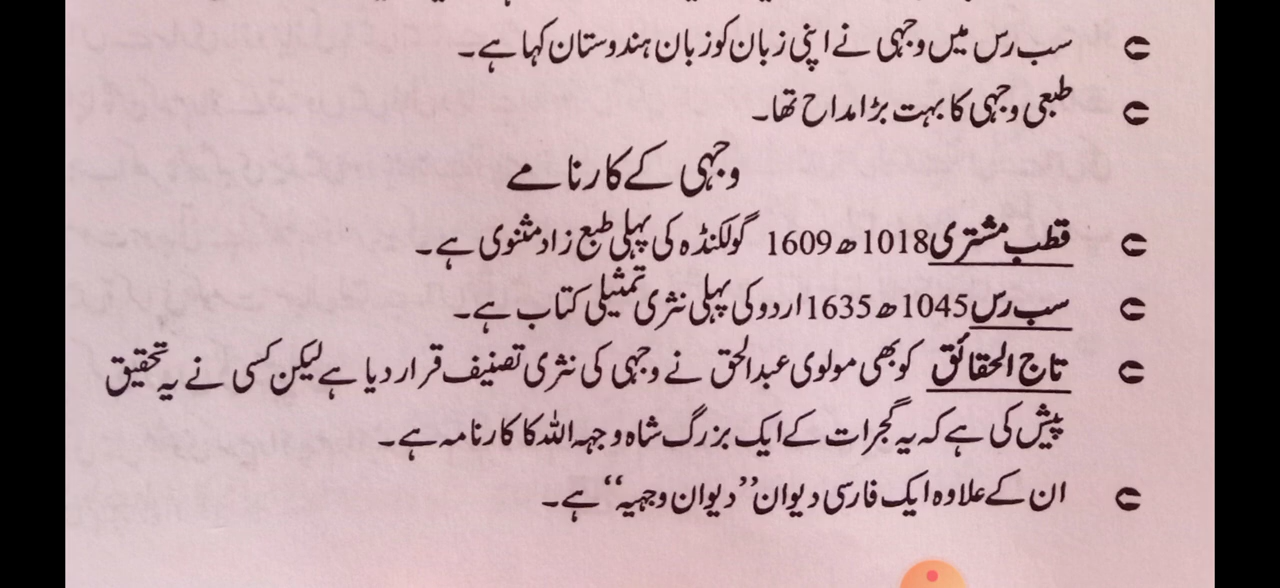 سب رس میں وجہی نے اپنی زبان کو زبان ہندوستان کہا ہے۔
طبعی وجہی کا بہت بڑا مداح تھا۔
وجہی کے کارنامے
قطب مشتری 1018ھ 1609 گولکنڈہ کی پہلی طبع زاد مثنوی ہے۔
سب رس 1045ھ 1635 اردو کی پہلی نثری تمثیلی کتاب ہے۔
تاج الحقائق کو بھی مولوی عبدالحق نے وجہی کی نثری تصنیف قرار دیا ہے لیکن کسی نے یہ تحقیق
پیش کی ہے کہ یہ گجرات کے ایک بزرگ شاہ وجہہ اللہ کا کارنامہ ہے۔
ان کے علاوہ ایک فارسی دیوان ”دیوان وجہیہ“ ہے۔